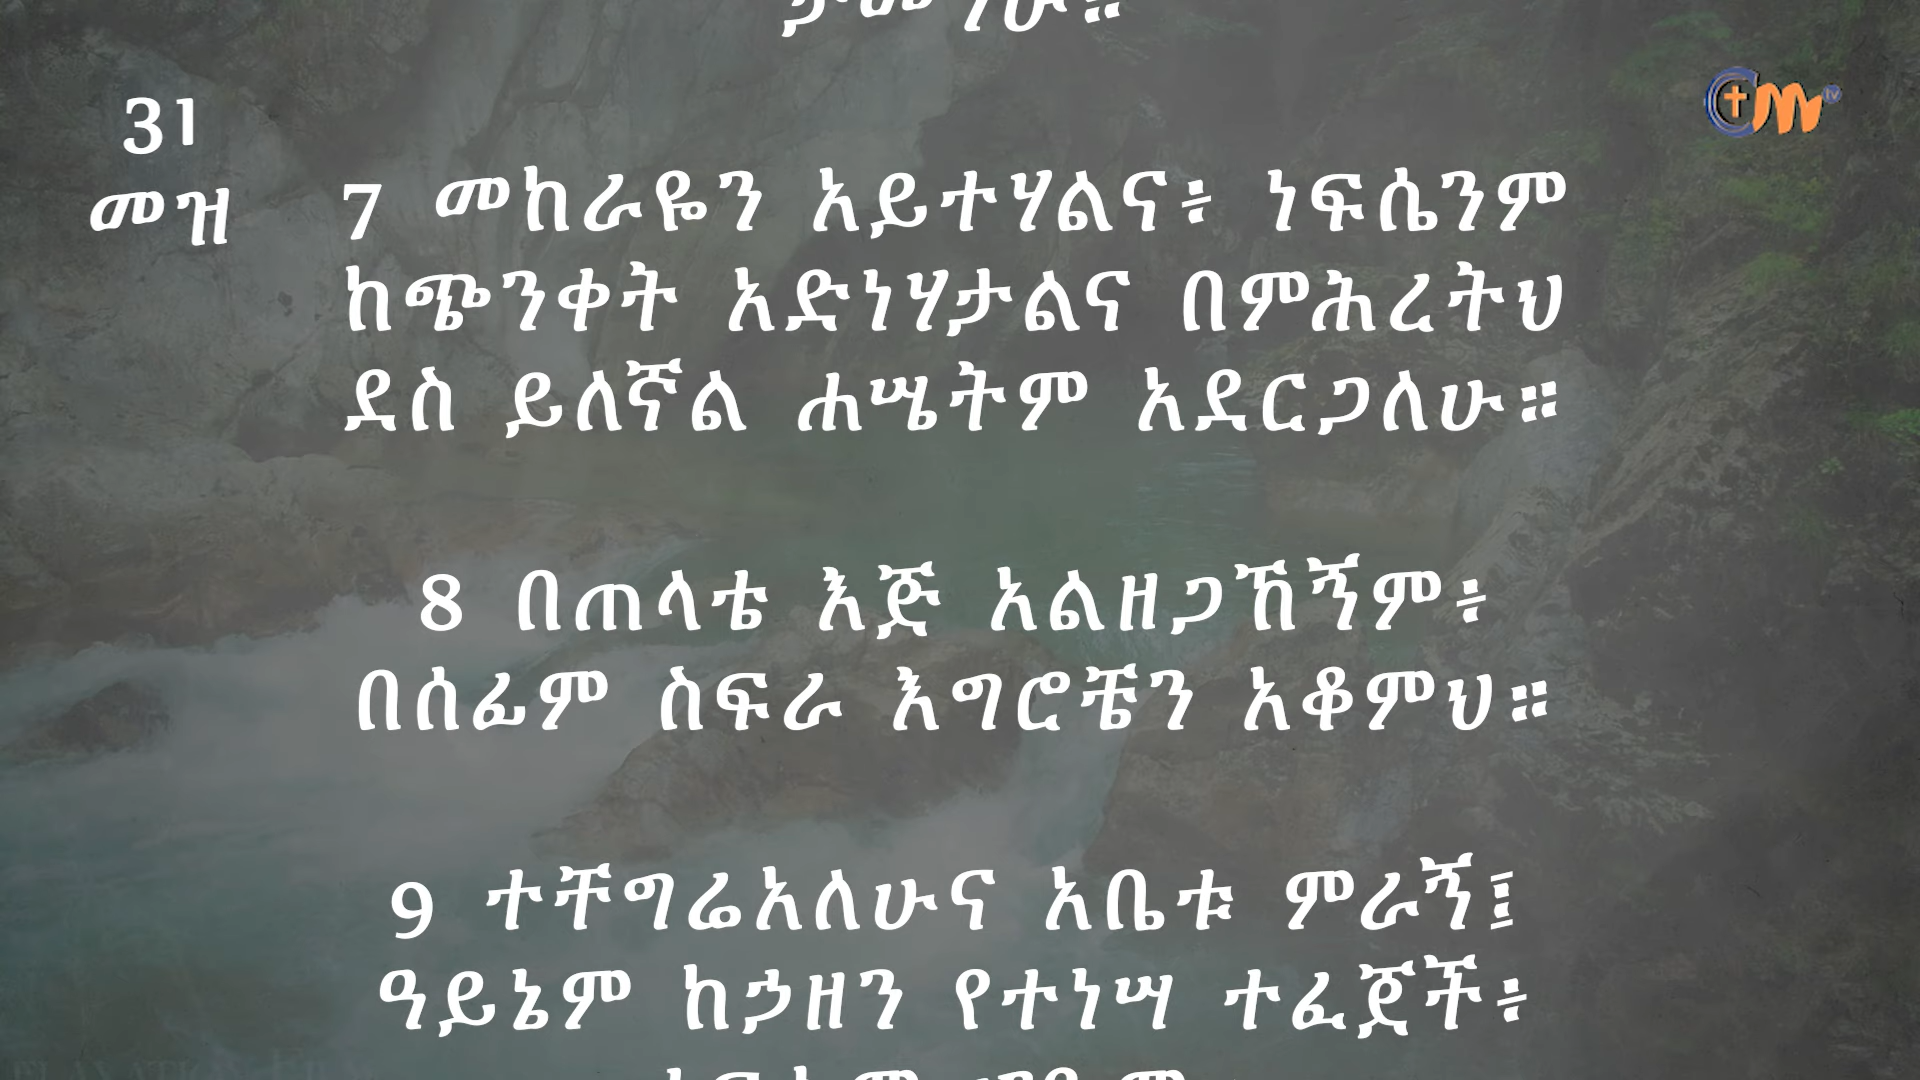 31
መዝ
7 መከራዬን አይተሃልና፥ ነፍሴንም
ከጭንቀት አድነሃታልና በምሕረትህ
ደስ ይለኛል ሐሤትም አደርጋለሁ።
8 በጠላቴ እጅ አልዘጋኸኝም፥
በሰፊም ስፍራ እግሮቼን አቆምህ።
9 ተቸግሬአለሁና አቤቱ ምራኝ፤
ዓይኔም ከኃዘን የተነሣ ተፈጀች፥